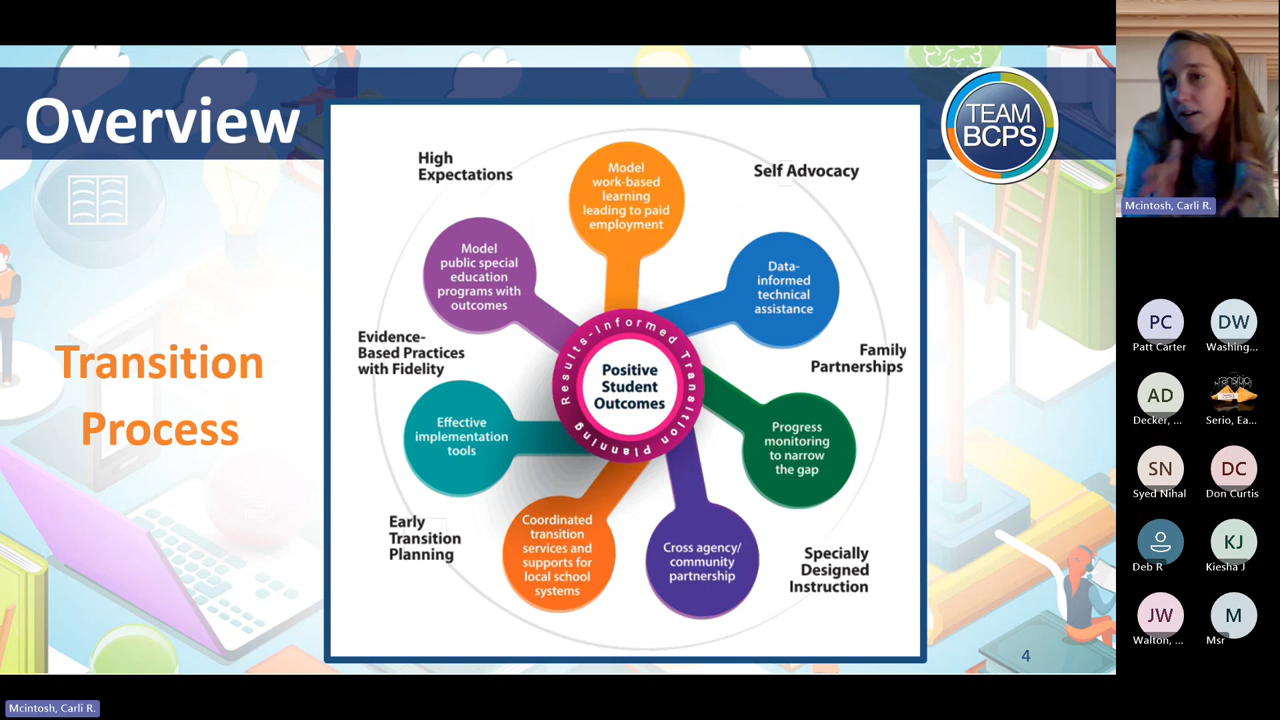 Overview
TEAM
BCPS
Transition
Process
High
Expectations
Model
work-based
learning
leading to paid
employment
Self Advocacy
Model
public special
education
programs with
outcomes
Data-
informed
technical
assistance
Evidence-
Based Practices
with Fidelity
Results-Informed Transition planning
Positive
Student
Outcomes
Family
Partnerships
Effective
implementation
tools
Progress
monitoring
to narrow
the gap
Early
Transition
Planning
Coordinated
transition
services and
supports for
local school
systems
Cross agency/
community
partnership
Specially
Designed
Instruction
4
Mcintosh, Carli R.
PC
Patt Carter
DW
Washing...
AD
Decker, ...
Serio, Ea...
SN
Syed Nihal
DC
Don Curtis
Deb R
KJ
Kiesha J
JW
Walton, ...
M
Msr
Mcintosh, Carli R.